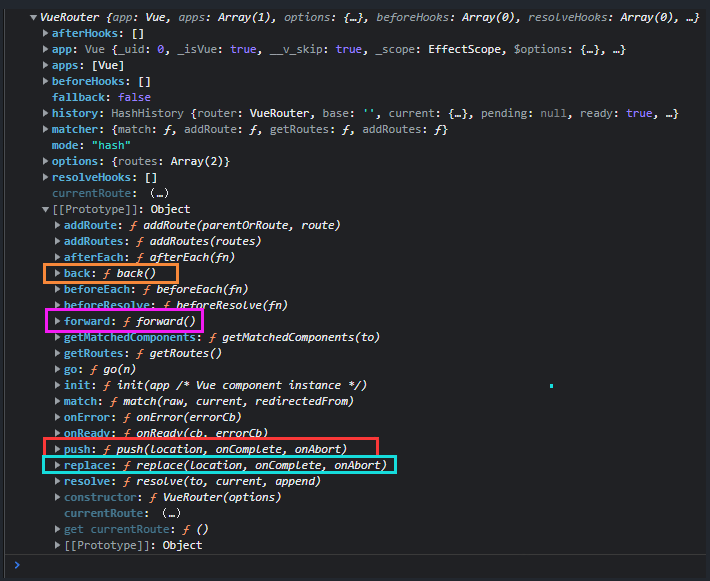 VueRouter {app: Vue, apps: Array(1), options: {…}, beforeHooks: Array(0), resolveHooks: Array(0), …}
afterHooks: []
app: Vue {_uid: 0, _isVue: true, __v_skip: true, _scope: EffectScope, $options: {…}, …}
apps: [Vue]
beforeHooks: []
fallback: false
history: HashHistory {router: VueRouter, base: '', current: {…}, pending: null, ready: true, …}
matcher: {match: ƒ, addRoute: ƒ, getRoutes: ƒ, addRoutes: ƒ}
mode: "hash"
options: {routes: Array(2)}
resolveHooks: []
currentRoute: (…)
[[Prototype]]: Object
addRoute: ƒ addRoute(parentOrRoute, route)
addRoutes: ƒ addRoutes(routes)
afterEach: ƒ afterEach(fn)
back: ƒ back()
beforeEach: ƒ beforeEach(fn)
beforeResolve: ƒ beforeResolve(fn)
forward: ƒ forward()
getMatchedComponents: ƒ getMatchedComponents(to)
getRoutes: ƒ getRoutes()
go: ƒ go(n)
init: ƒ init(app /* Vue component instance */)
match: ƒ match(raw, current, redirectedFrom)
onError: ƒ onError(errorCb)
onReady: ƒ onReady(cb, errorCb)
push: ƒ push(location, onComplete, onAbort)
replace: ƒ replace(location, onComplete, onAbort)
resolve: ƒ resolve(to, current, append)
constructor: ƒ VueRouter(options)
currentRoute: (…)
get currentRoute: ƒ ()
[[Prototype]]: Object